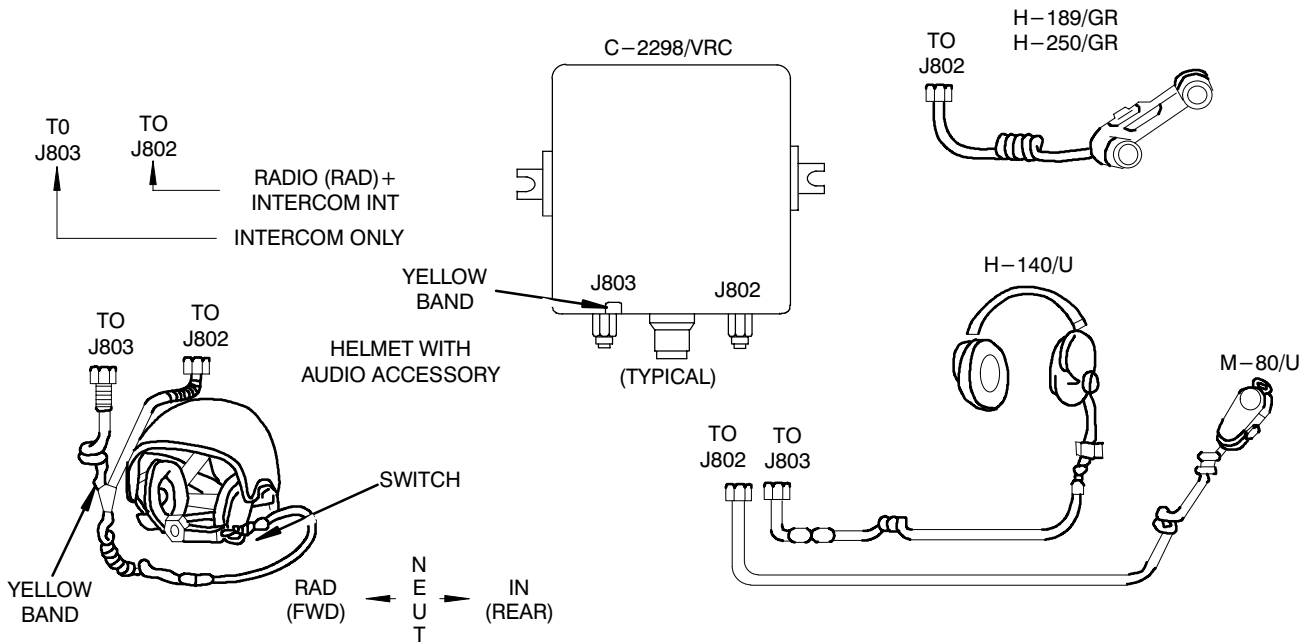 H-189/GR
H-250/GR
TO
J802
C-2298/VRC
T0
J803
TO
J802
RADIO (RAD)+
INTERCOM INT
INTERCOM ONLY
YELLOW
BAND
J803
J802
(TYPICAL)
H-140/U
M-80/U
TO
J803
TO
J802
HELMET WITH
AUDIO ACCESSORY
SWITCH
YELLOW
BAND
RAD
(FWD)
N
E
U
T
IN
(REAR)
TO
J802
TO
J803